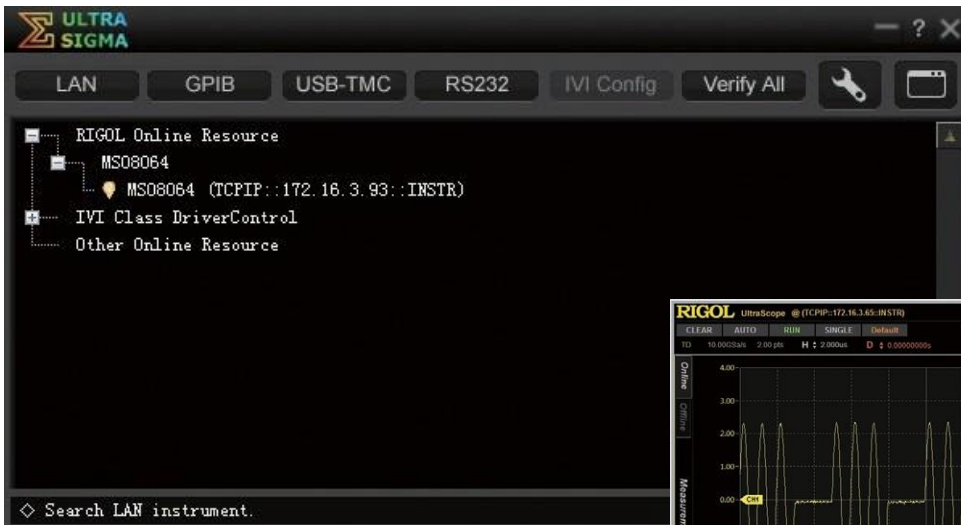 ULTRA
SIGMA
? 
LAN GPIB USB-TMC RS232 IVI Config Verify All
RIGOL Online Resource
MSO8064
MSO8064 (TCPIP::172.16.3.93::INSTR)
IVI Class DriverControl
Other Online Resource
Search LAN instrument.
RIGOL UltraScope @ (TCPIP::172.16.3.65::INSTR)
CLEAR AUTO RUN SINGLE Default
TD 10.00GSa/s 2.00 pts H 2.000us D 0.00000000s
Online
Offline
4.00
3.00
2.00
1.00
0.00 CH1